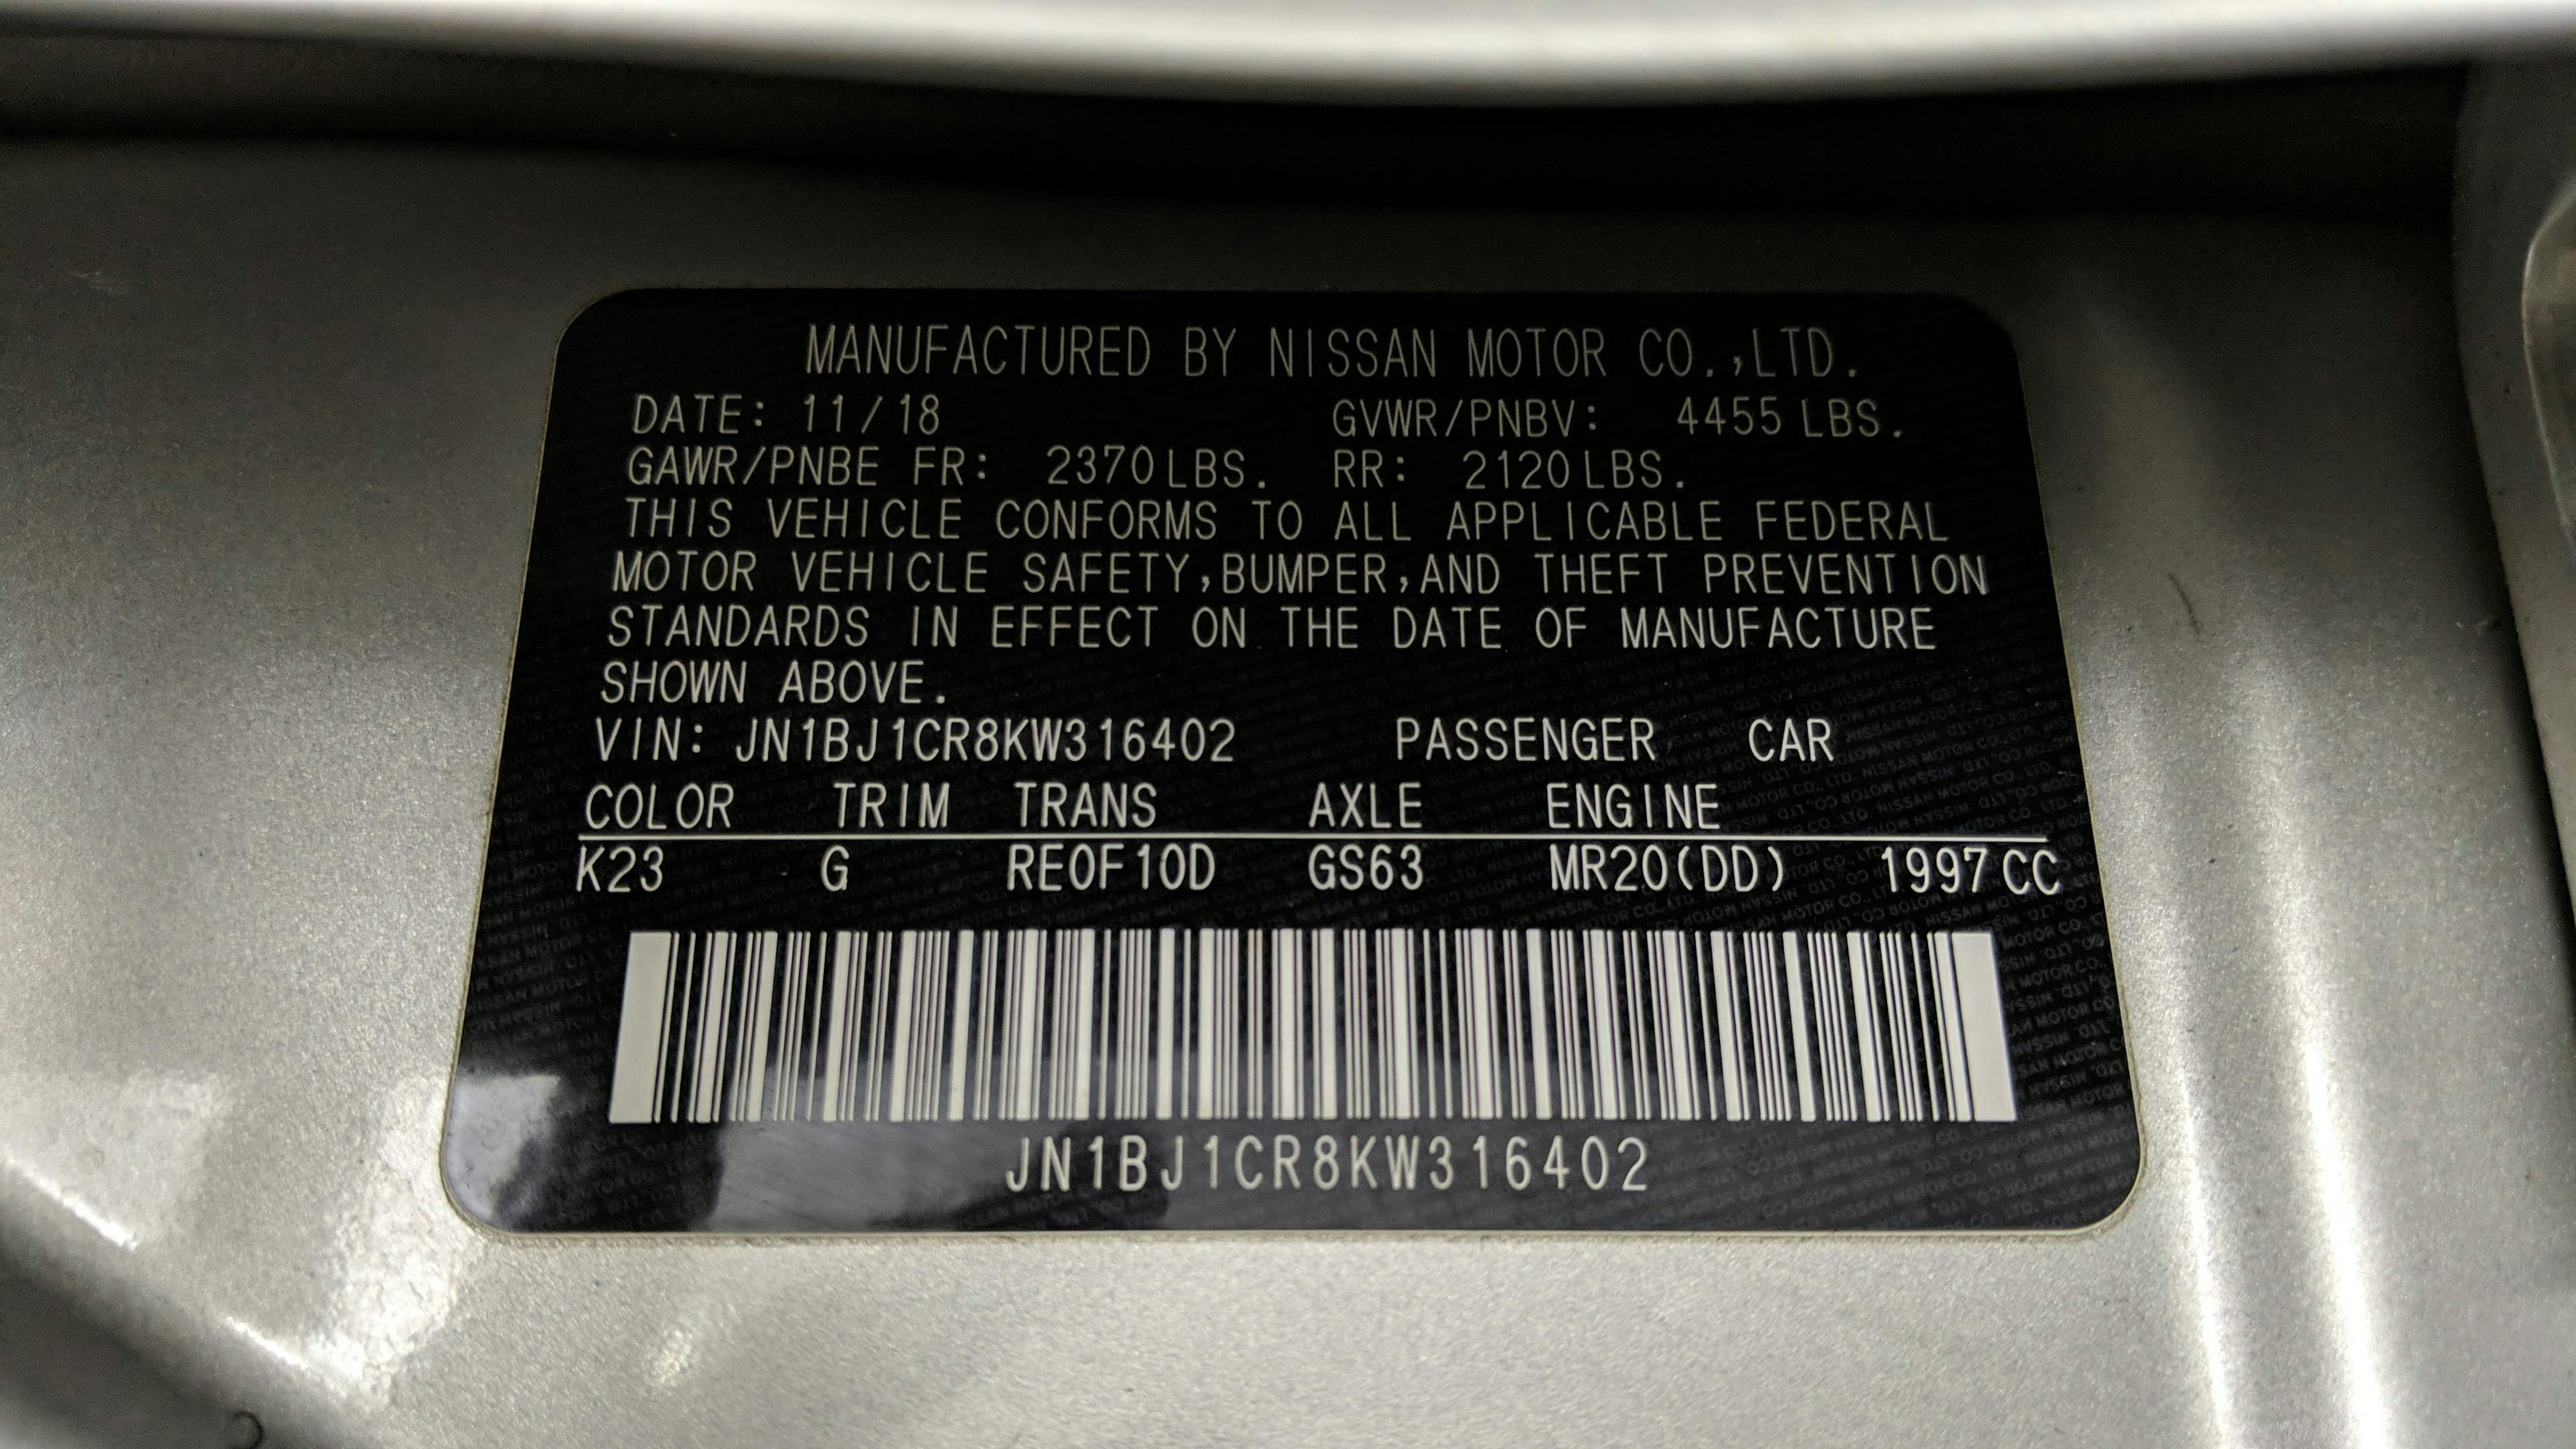 MANUFACTURED BY NISSAN MOTOR CO.,LTD.
DATE: 11/18 GVWR/PNBV: 4455 LBS.
GAWR/PNBE FR: 2370 LBS. RR: 2120 LBS.
THIS VEHICLE CONFORMS TO ALL APPLICABLE FEDERAL
MOTOR VEHICLE SAFETY,BUMPER,AND THEFT PREVENTION
STANDARDS IN EFFECT ON THE DATE OF MANUFACTURE
SHOWN ABOVE.
VIN: JN1BJ1CR8KW316402 PASSENGER CAR
COLOR TRIM TRANS AXLE ENGINE
K23 G RE0F10D GS63 MR20(DD) 1997 CC
JN1BJ1CR8KW316402